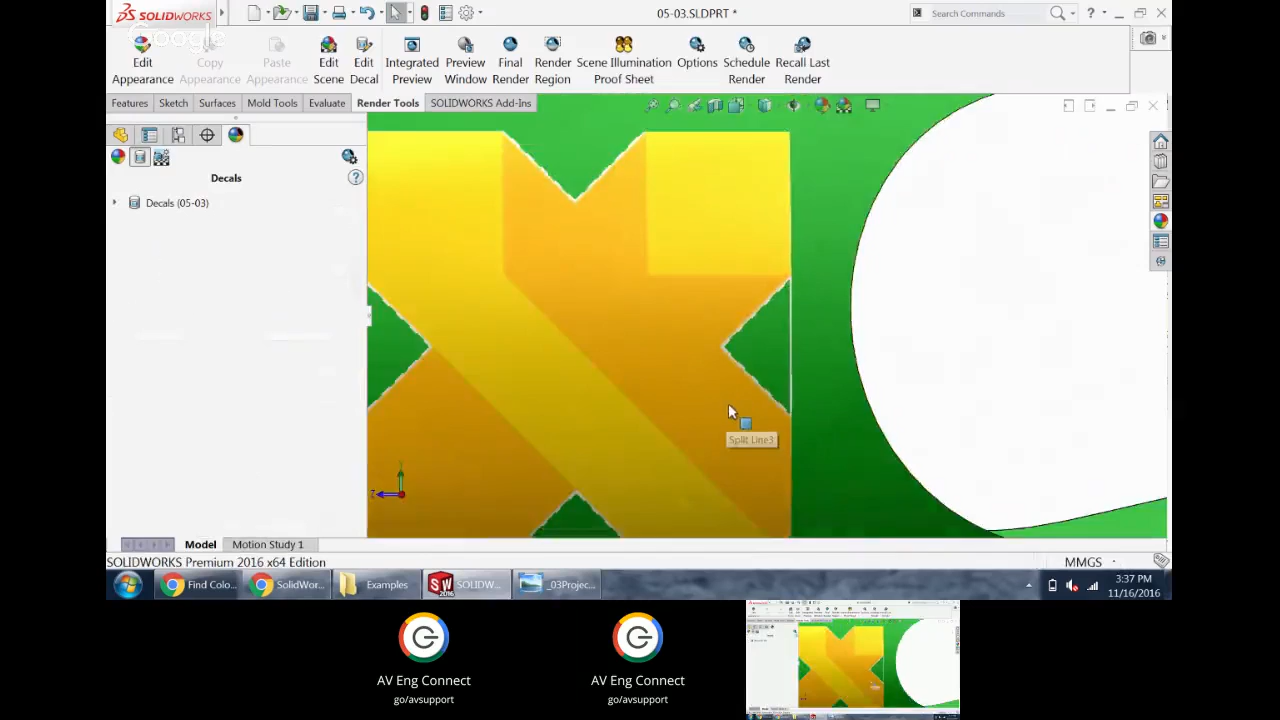 SOLIDWORKS
05-03.SLDPRT *
Search Commands
Google
Edit Appearance
Copy Appearance
Paste Appearance
Edit Scene
Edit Decal
Integrated Preview
Preview Window
Final Render
Render Region
Scene Illumination Proof Sheet
Options
Schedule Render
Recall Last Render
Features
Sketch
Surfaces
Mold Tools
Evaluate
Render Tools
SOLIDWORKS Add-Ins
Decals
Decals (05-03)
Split Line3
Model
Motion Study 1
SOLIDWORKS Premium 2016 x64 Edition
MMGS
Find Colo...
SolidWor...
Examples
SOLIDW...
_03Projec...
3:37 PM
11/16/2016
AV Eng Connect
go/avsupport
AV Eng Connect
go/avsupport